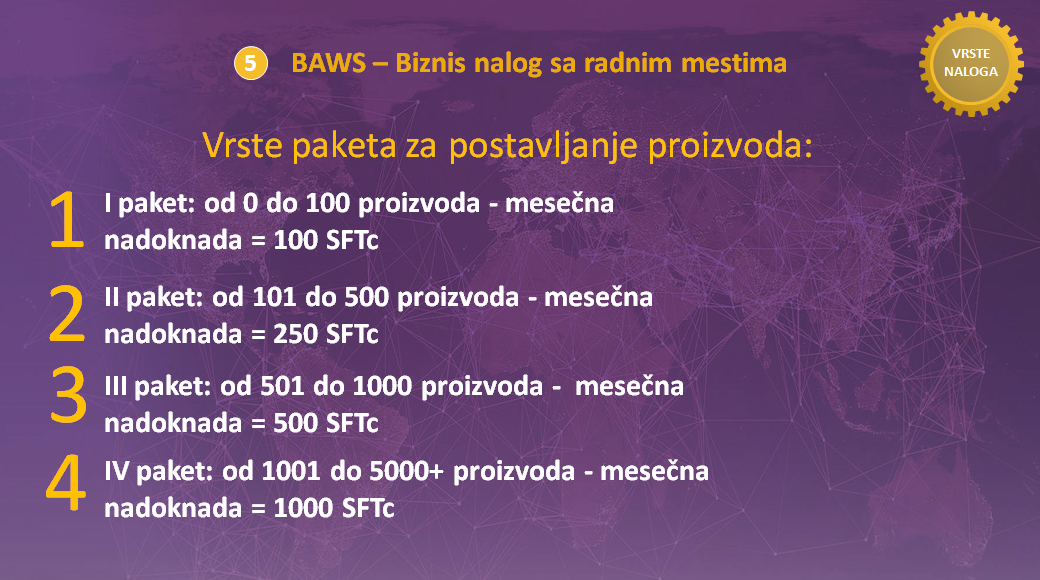 5 BAWS – Biznis nalog sa radnim mestima
VRSTE
NALOGA
Vrste paketa za postavljanje proizvoda:
1 I paket: od 0 do 100 proizvoda - mesečna
nadoknada = 100 SFTc
2 II paket: od 101 do 500 proizvoda - mesečna
nadoknada = 250 SFTc
3 III paket: od 501 do 1000 proizvoda -  mesečna
nadoknada = 500 SFTc
4 IV paket: od 1001 do 5000+ proizvoda - mesečna
nadoknada = 1000 SFTc